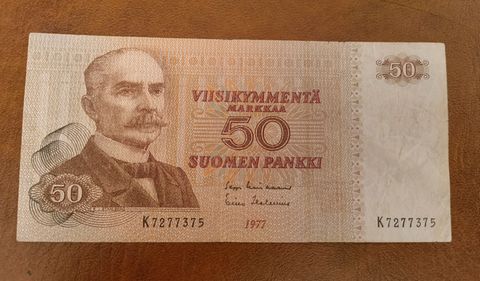 50
VIISIKYMMENTÄ
MARKKAA
50
SUOMEN PANKKI
50
K7277375
1977
K7277375